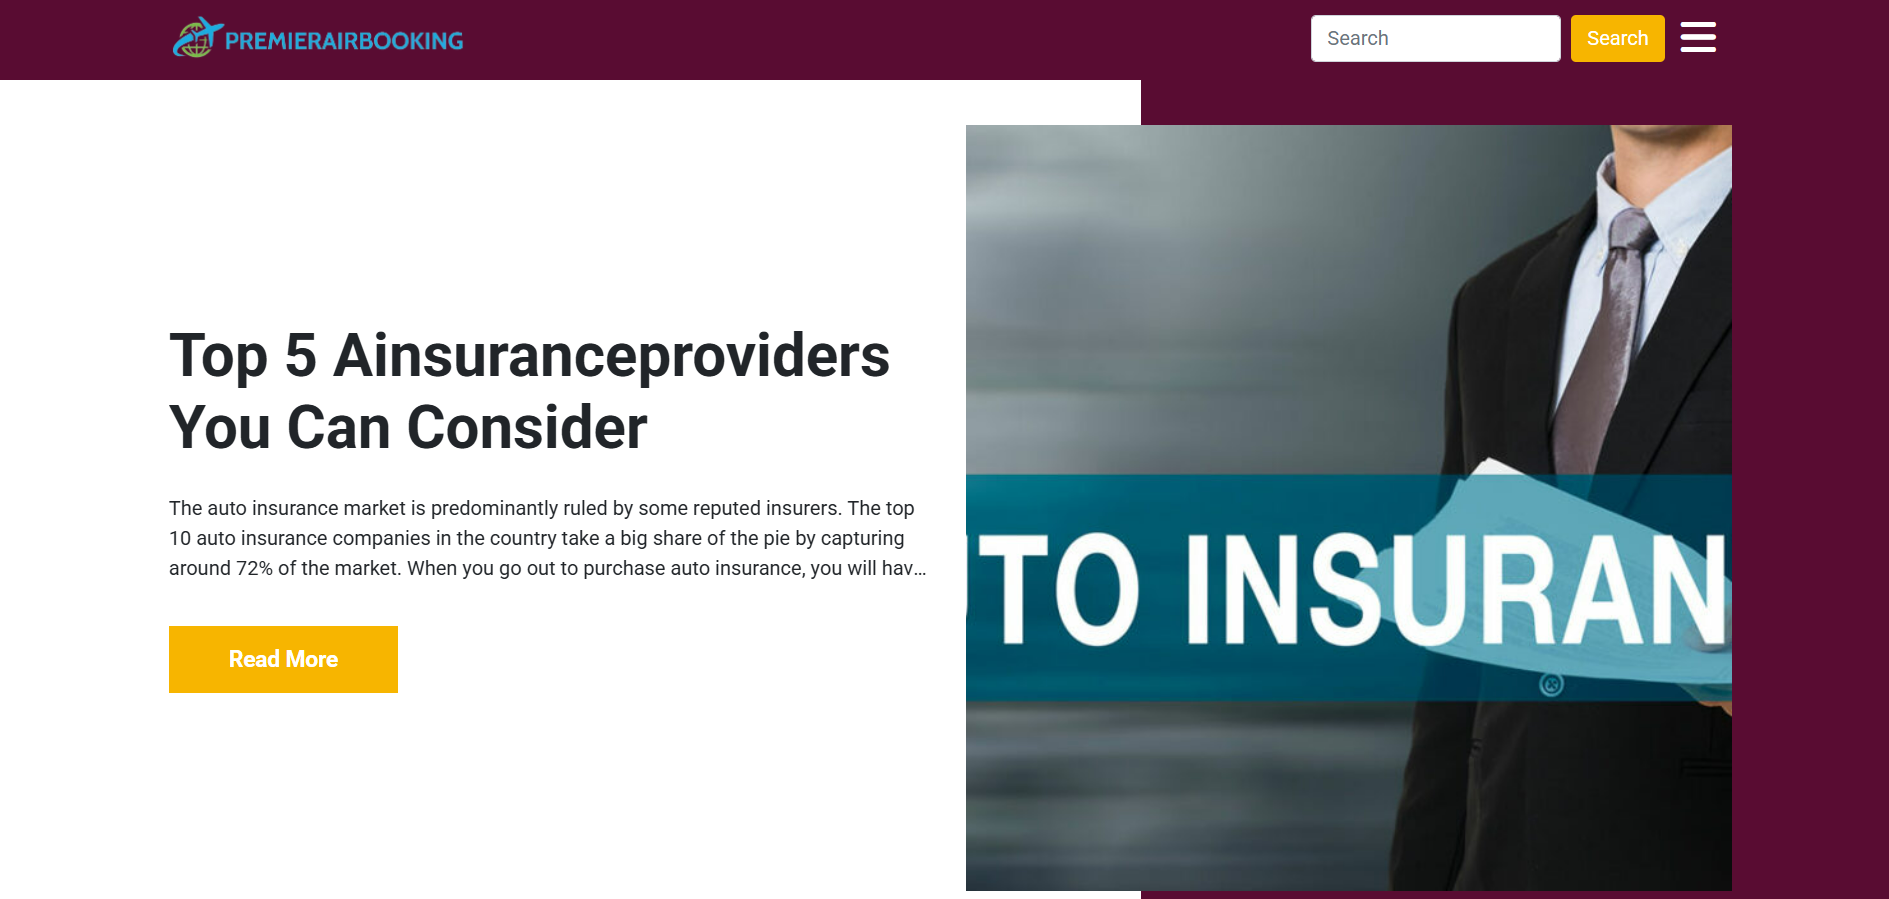 PREMIERAIRBOOKING
Search
Search
Top 5 Ainsuranceproviders
You Can Consider
The auto insurance market is predominantly ruled by some reputed insurers. The top
10 auto insurance companies in the country take a big share of the pie by capturing
around 72% of the market. When you go out to purchase auto insurance, you will hav...
Read More
UTO INSURAN